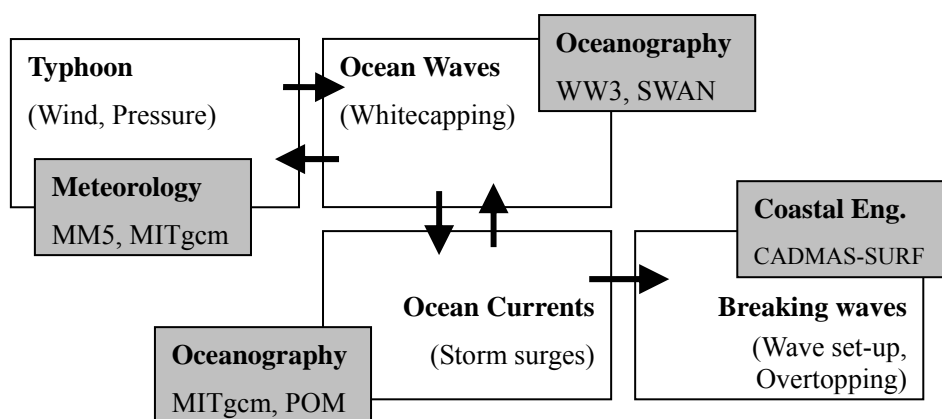 Typhoon
(Wind, Pressure)
Meteorology
MM5, MITgcm
Ocean Waves
(Whitecapping)
Oceanography
WW3, SWAN
Ocean Currents
(Storm surges)
Oceanography
MITgcm, POM
Coastal Eng.
CADMAS-SURF
Breaking waves
(Wave set-up,
Overtopping)